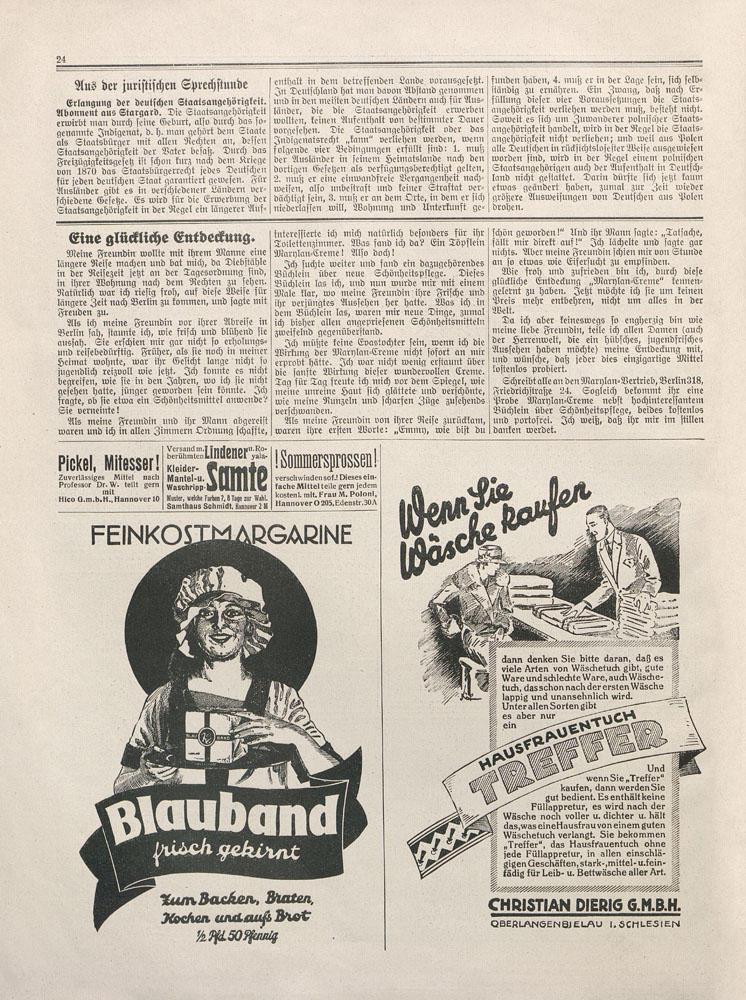 24
Aus der juristischen Sprechstunde
Erlangung der deutschen Staatsangehörigkeit.
Abonnent aus Stargard. Die Staatsangehörigkeit
erwirbt man durch seine Geburt, also durch das so-
genannte Indigenat, d. h. man gehört dem Staate
als Staatsbürger mit allen Rechten an, dessen
Staatsangehörigkeit der Vater besaß. Durch das
Freizügigkeitsgesetz ist schon kurz nach dem Kriege
von 1870 das Staatsbürgerrecht jedes Deutschen
für jeden deutschen Staat garantiert gewesen. Für
Ausländer gibt es in verschiedenen Ländern ver-
schiedene Gesetze. Es wird für die Erwerbung der
Staatsangehörigkeit in der Regel ein längerer Auf-
enthalt in dem betreffenden Lande vorausgesetzt.
In Deutschland hat man davon Abstand genommen
und in den meisten deutschen Ländern auch für Aus-
länder, die die Staatsangehörigkeit erwerben
wollten, keinen Aufenthalt von bestimmter Dauer
vorgesehen. Die Staatsangehörigkeit oder das
Indigenatsrecht „kann“ verliehen werden, wenn
folgende vier Bedingungen erfüllt sind: 1. muß
der Ausländer in seinem Heimatslande nach den
dortigen Gesetzen als verfügungsberechtigt gelten,
2. muß er eine einwandfreie Vergangenheit nach-
weisen, also unbestraft und keiner Straftat ver-
dächtigt sein, 3. muß er an dem Orte, in dem er sich
niederlassen will, Wohnung und Unterkunft ge-
funden haben, 4. muß er in der Lage sein, sich selb-
ständig zu ernähren. Ein Zwang, daß nach Er-
füllung dieser vier Voraussetzungen die Staats-
angehörigkeit verliehen werden muß, besteht nicht.
Soweit es sich um Zuwanderer polnischer Staats-
angehörigkeit handelt, wird in der Regel die Staats-
angehörigkeit nicht verliehen; und weil aus Polen
alle Deutschen in rücksichtslosester Weise ausgewiesen
worden sind, wird in der Regel einem polnischen
Staatsangehörigen auch der Aufenthalt in Deutsch-
land nicht gestattet. Darin dürfte sich jetzt kaum
etwas geändert haben, zumal zur Zeit wieder
größere Ausweisungen von Deutschen aus Polen
drohen.
Eine glückliche Entdeckung.
Meine Freundin wollte mit ihrem Manne eine
längere Reise machen und bat mich, da Diebstähle
in der Reisezeit jetzt an der Tagesordnung sind,
in ihrer Wohnung nach dem Rechten zu sehen.
Natürlich war ich riesig froh, auf diese Weise für
längere Zeit nach Berlin zu kommen, und sagte mit
Freuden zu.
Als ich meine Freundin vor ihrer Abreise in
Berlin sah, staunte ich, wie frisch und blühend sie
aussah. Sie erschien mir gar nicht so erholungs-
und reisebedürftig. Früher, als sie noch in meiner
Heimat wohnte, war ihr Gesicht lange nicht so
jugendlich reizvoll wie jetzt. Ich konnte es nicht
begreifen, wie sie in den Jahren, wo ich sie nicht
gesehen hatte, jünger geworden sein könnte. Ich
fragte, ob sie etwa ein Schönheitsmittel anwende?
Sie verneinte!
Als meine Freundin und ihr Mann abgereist
waren und ich in allen Zimmern Ordnung schaffte,
interessierte ich mich natürlich besonders für ihr
Toilettenzimmer. Was fand ich da? Ein Töpflein
Marylan-Creme! Also doch!
Ich suchte weiter und fand ein dazugehörendes
Büchlein über neue Schönheitspflege. Dieses
Büchlein las ich, und nun wurde mir mit einem
Male klar, wo meine Freundin ihre Frische und
ihr verjüngtes Aussehen her hatte. Was ich in
dem Büchlein las, waren mir neue Dinge, zumal
ich bisher allen angepriesenen Schönheitsmitteln
zweifelnd gegenüberstand.
Ich müßte keine Evastochter sein, wenn ich die
Wirkung der Marylan-Creme nicht sofort an mir
erprobt hätte. Ich war nicht wenig erstaunt über
die sanfte Wirkung dieser wundervollen Creme.
Tag für Tag freute ich mich vor dem Spiegel, wie
meine unreine Haut sich glättete und verschönte,
wie meine Runzeln und scharfen Züge zusehends
verschwanden.
Als meine Freundin von ihrer Reise zurückkam,
waren ihre ersten Worte: „Emmy, wie bist du
schön geworden!“ Und ihr Mann sagte: „Tatsache,
fällt mir direkt auf!“ Ich lächelte und sagte gar
nichts. Aber meine Freundin schien mir von Stunde
an so etwas wie Eifersucht zu empfinden.
Wie froh und zufrieden bin ich, durch diese
glückliche Entdeckung „Marylan-Creme“ kennen-
gelernt zu haben. Jetzt möchte ich sie um keinen
Preis mehr entbehren, nicht um alles in der
Welt.
Da ich aber keineswegs so engherzig bin wie
meine liebe Freundin, teile ich allen Damen (auch
der Herrenwelt, die ein hübsches, jugendfrisches
Aussehen haben möchte) meine Entdeckung mit,
und wünsche, daß jeder dies einzigartige Mittel
kostenlos probiert.
Schreibt alle an den Marylan-Vertrieb, Berlin 318,
Friedrichstraße 24. Sogleich bekommt ihr eine
Probe Marylan-Creme nebst hochinteressantem
Büchlein über Schönheitspflege, beides kostenlos
und portofrei. Ich weiß, daß ihr mir im stillen
danken werdet.
Pickel, Mitesser!
Zuverlässiges Mittel nach
Professor Dr. W. teilt gern
mit
Hico G.m.b.H., Hannover 10
Versand m. Lindener u. Ro-
berühmten yala-
Kleider-
Mantel-u. Samte
Waschripp-
Muster, welche Farben?, 8 Tage zur Wahl.
Samthaus Schmidt, Hannover 2 M
! Sommersprossen!
verschwinden sof.! Dieses ein-
fache Mittel teile gern jedem
kostenl. mit. Frau M. Poloni,
Hannover O 205, Edenstr. 30 A
FEINKOSTMARGARINE
Blauband
frisch gekirnt
Zum Backen, Braten,
Kochen und aufs Brot
½ Pfd. 50 Pfennig
Wenn Sie
Wäsche kaufen
dann denken Sie bitte daran, daß es
viele Arten von Wäschetuch gibt, gute
Ware und schlechte Ware, auch Wäsche-
tuch, das schon nach der ersten Wäsche
lappig und unansehnlich wird.
Unter allen Sorten gibt
es aber nur
ein
HAUSFRAUENTUCH
TREFFER
Und
wenn Sie „Treffer“
kaufen, dann werden Sie
gut bedient. Es enthält keine
Füllappretur, es wird nach der
Wäsche noch voller u. dichter u. hält
das, was eine Hausfrau von einem guten
Wäschetuch verlangt. Sie bekommen
„Treffer“, das Hausfrauentuch ohne
jede Füllappretur, in allen einschlä-
gigen Geschäften, stark-, mittel- u. fein-
fädig für Leib- u. Bettwäsche aller Art.
CHRISTIAN DIERIG G.M.B.H.
OBERLANGENBIELAU I. SCHLESIEN